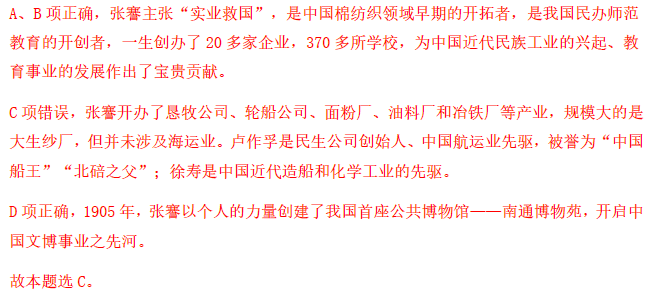 A、B 项正确，张謇主张“实业救国”，是中国棉纺织领域早期的开拓者，是我国民办师范
教育的开创者，一生创办了 20 多家企业，370 多所学校，为中国近代民族工业的兴起、教
育事业的发展作出了宝贵贡献。
C 项错误，张謇开办了恳牧公司、轮船公司、面粉厂、油料厂和冶铁厂等产业，规模大的是
大生纱厂，但并未涉及海运业。卢作孚是民生公司创始人、中国航运业先驱，被誉为“中国
船王”“北碚之父”；徐寿是中国近代造船和化学工业的先驱。
D 项正确，1905 年，张謇以个人的力量创建了我国首座公共博物馆——南通博物苑，开启中
国文博事业之先河。
故本题选 C。